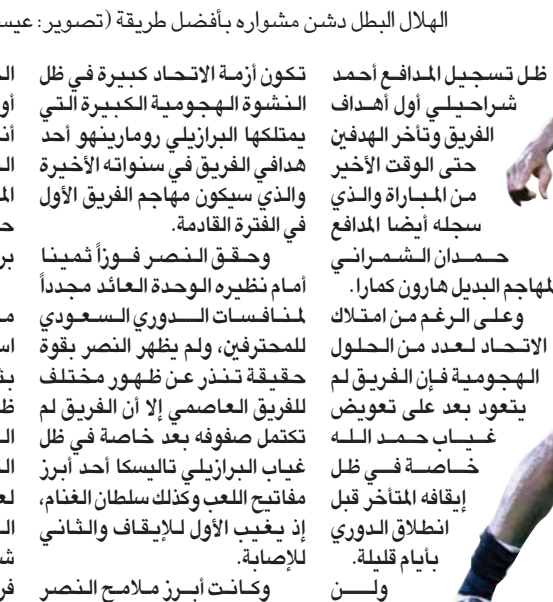 الهلال البطل دشن مشواره بأفضل طريقة (تصوير: عيسـ
ظل تسجيل المدافع أحمد
شراحيلي أول أهداف
الفريق وتأخر الهدفين
حتى الوقت الأخير
من المباراة والذي
سجله أيضا المدافع
حمدان الشمراني
لمهاجم البديل هارون كمارا.
وعلى الرغم من امتلاك
الاتحاد لعدد من الحلول
الهجومية فإن الفريق لم
يتعود بعد على تعويض
غياب حمد الله
خاصة في ظل
إيقافه المتأخر قبل
انطلاق الدوري
بأيام قليلة.
ولن
تكون أزمة الاتحاد كبيرة في ظل
النشوة الهجومية الكبيرة التي
يمتلكها البرازيلي رومارينهو أحد
هدافي الفريق في سنواته الأخيرة
والذي سيكون مهاجم الفريق الأول
في الفترة القادمة.
وحقق النصر فوزاً ثمينا
أمام نظيره الوحدة العائد مجدداً
لمنافسات الدوري السعودي
للمحترفين، ولم يظهر النصر بقوة
حقيقة تنذر عن ظهور مختلف
للفريق العاصمي إلا أن الفريق لم
تكتمل صفوفه بعد خاصة في ظل
غياب البرازيلي تاليسكا أحد أبرز
مفاتيح اللعب وكذلك سلطان الغنام،
إذ يغيب الأول للإيقاف والثاني
للإصابة.
وكانت أبرز ملامح النصر